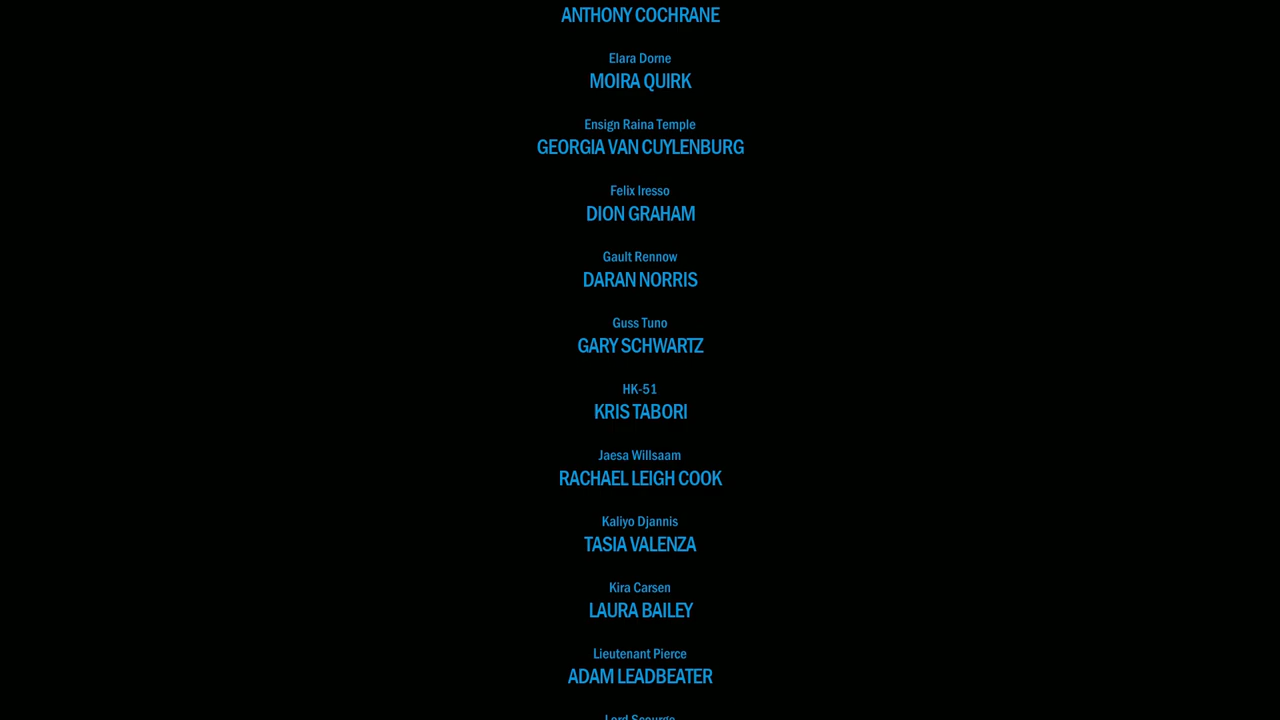 ANTHONY COCHRANE
Elara Dorne
MOIRA QUIRK
Ensign Raina Temple
GEORGIA VAN CUYLENBURG
Felix Iresso
DION GRAHAM
Gault Rennow
DARAN NORRIS
Guss Tuno
GARY SCHWARTZ
HK-51
KRIS TABORI
Jaesa Willsaam
RACHAEL LEIGH COOK
Kaliyo Djannis
TASIA VALENZA
Kira Carsen
LAURA BAILEY
Lieutenant Pierce
ADAM LEADBEATER
Lord Scourge